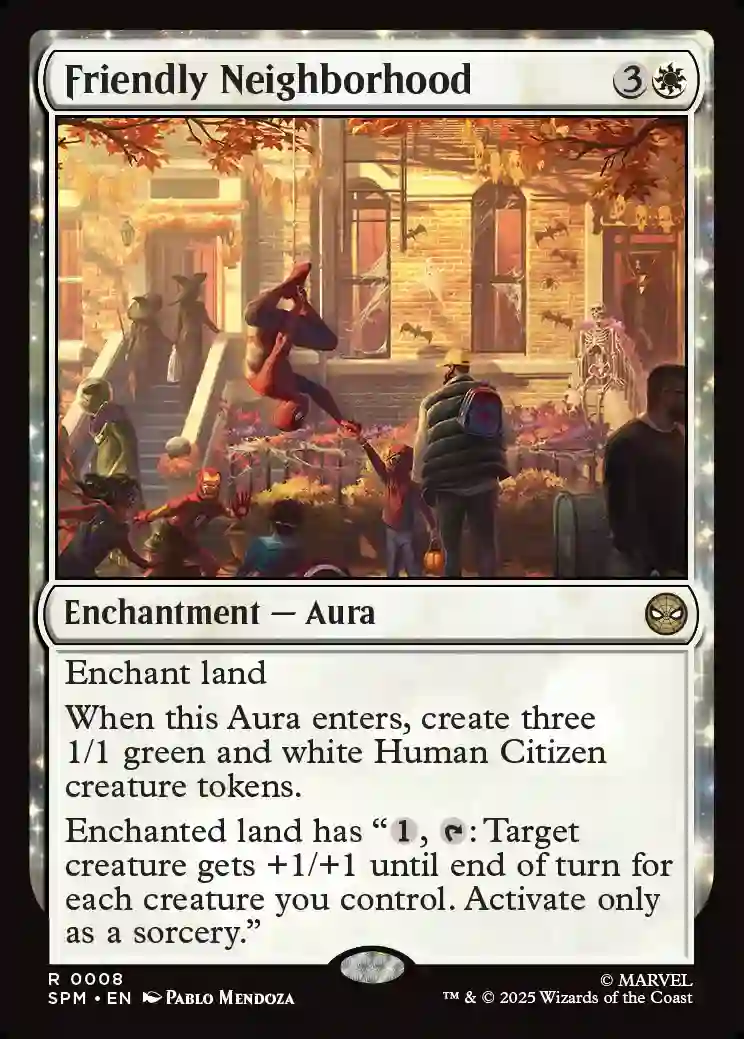 Friendly Neighborhood 3
Enchantment — Aura
Enchant land
When this Aura enters, create three
1/1 green and white Human Citizen
creature tokens.
Enchanted land has “1, : Target
creature gets +1/+1 until end of turn for
each creature you control. Activate only
as a sorcery.”
R 0008
SPM • EN Pablo Mendoza
© MARVEL
™ & © 2025 Wizards of the Coast